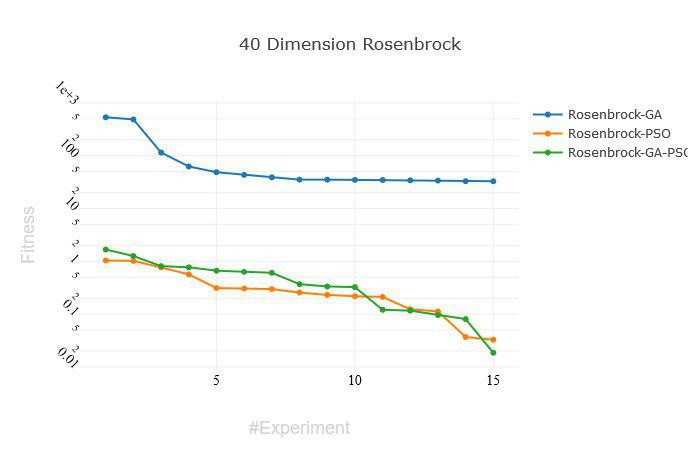 40 Dimension Rosenbrock
1e+3
5
2
100
5
2
10
5
2
1
5
2
0.1
5
2
0.01
Fitness
5 10 15
#Experiment
Rosenbrock-GA
Rosenbrock-PSO
Rosenbrock-GA-PSO